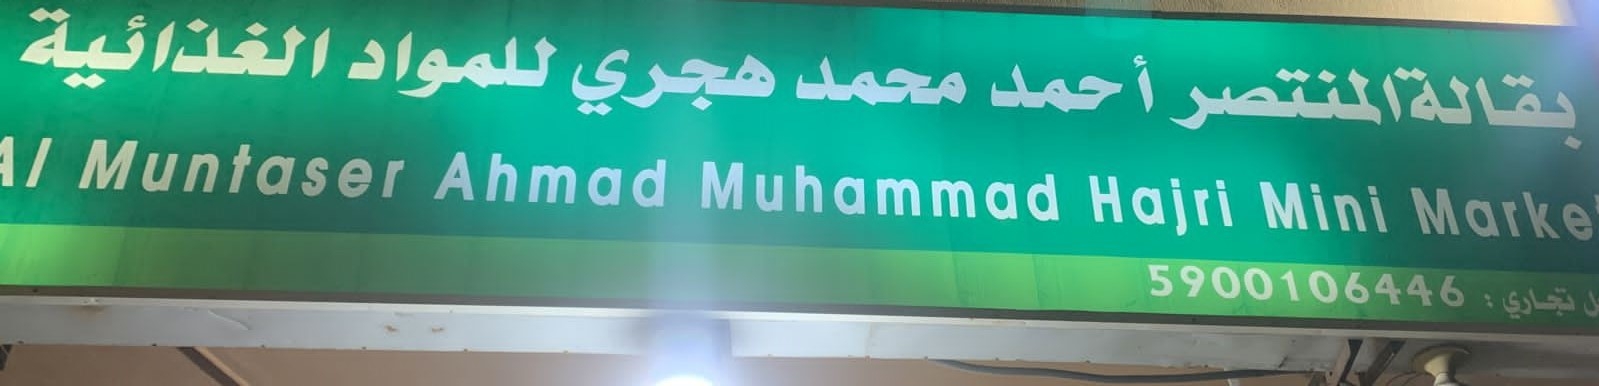 بقالة المنتصر أحمد محمد هجري للمواد الغذائية
Al Muntaser Ahmad Muhammad Hajri Mini Market
تجاري : 5900106446